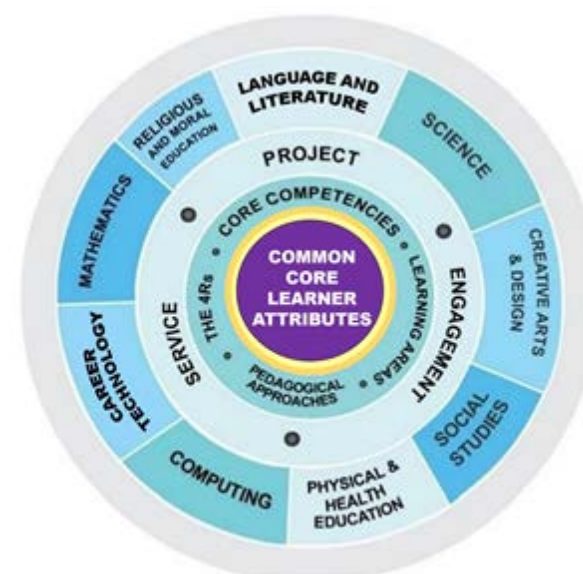 LANGUAGE AND
LITERATURE
SCIENCE
CREATIVE ARTS
& DESIGN
SOCIAL
STUDIES
PHYSICAL &
HEALTH
EDUCATION
COMPUTING
CAREER
TECHNOLOGY
MATHEMATICS
RELIGIOUS
AND MORAL
EDUCATION
PROJECT
ENGAGEMENT
SERVICE
CORE COMPETENCIES
LEARNING AREAS
PEDAGOGICAL
APPROACHES
THE 4Rs
COMMON
CORE
LEARNER
ATTRIBUTES